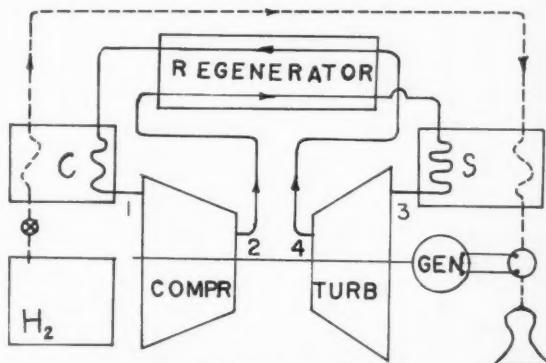 REGENERATOR
C
S
1
3
2
4
GEN
COMPR
TURB
H2